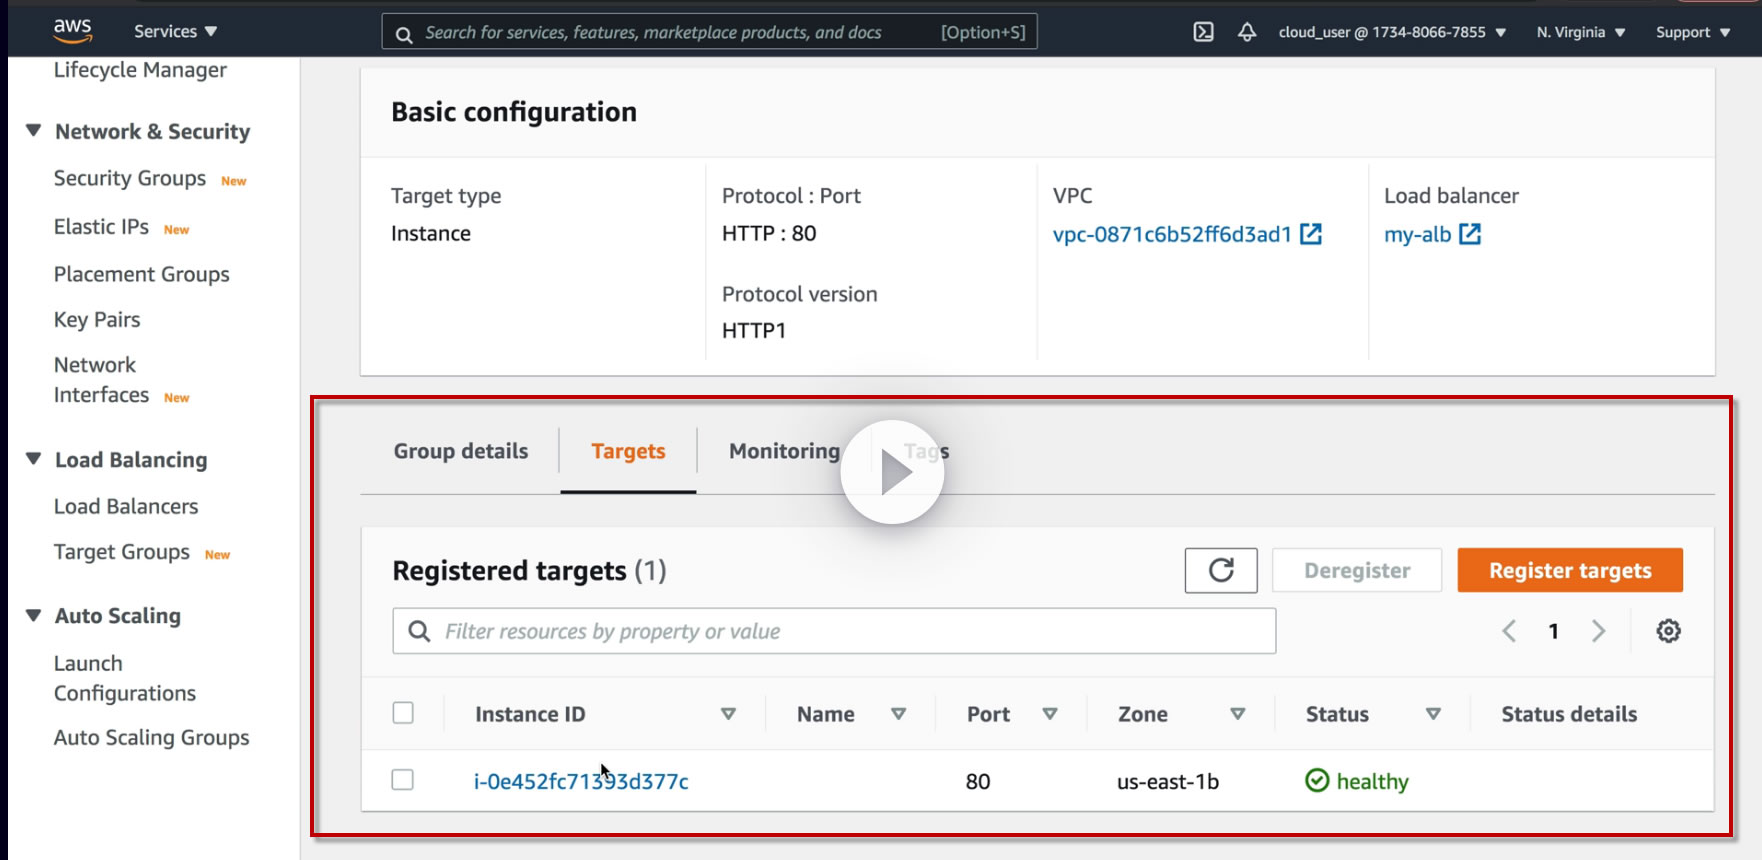 aws Services Search for services, features, marketplace products, and docs [Option+S] cloud_user @ 1734-8066-7855 N. Virginia Support
Lifecycle Manager
Network & Security
Security Groups New
Elastic IPs New
Placement Groups
Key Pairs
Network
Interfaces New
Load Balancing
Load Balancers
Target Groups New
Auto Scaling
Launch
Configurations
Auto Scaling Groups
Basic configuration
Target type
Instance
Protocol : Port
HTTP : 80
Protocol version
HTTP1
VPC
vpc-0871c6b52ff6d3ad1
Load balancer
my-alb
Group details Targets Monitoring Tags
Registered targets (1) Deregister Register targets
Filter resources by property or value 1
Instance ID Name Port Zone Status Status details
i-0e452fc71393d377c 80 us-east-1b healthy